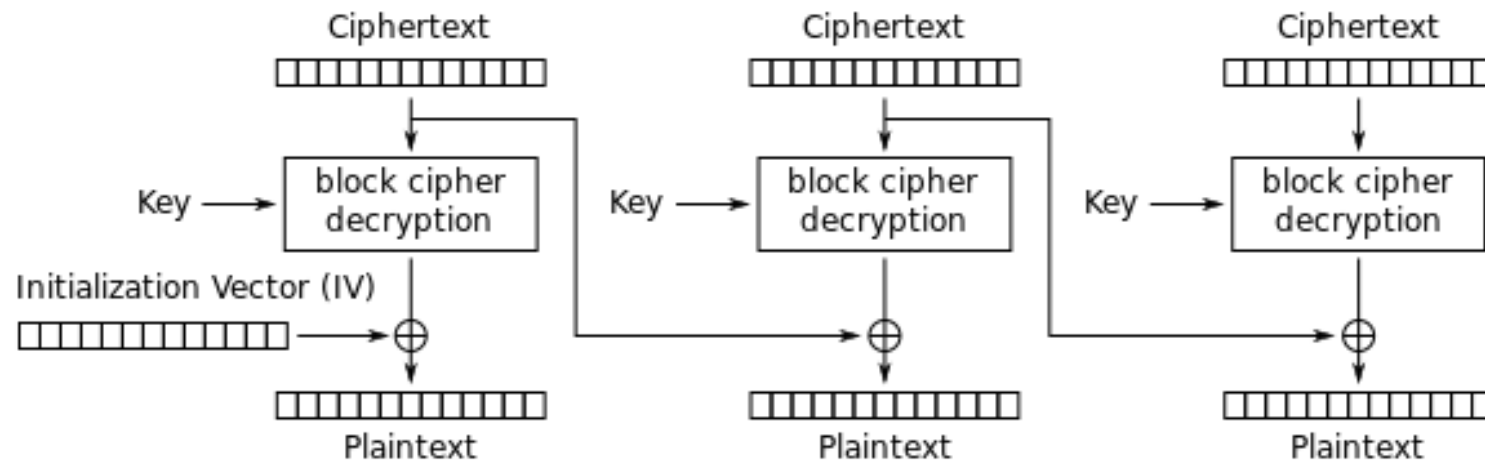 Ciphertext
Ciphertext
Ciphertext
Key
block cipher
decryption
Key
block cipher
decryption
Key
block cipher
decryption
Initialization Vector (IV)
Plaintext
Plaintext
Plaintext